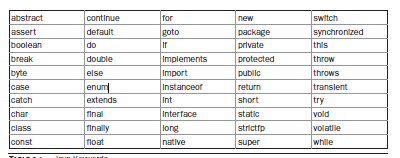 abstract continue for new switch
assert default goto package synchronized
boolean do if private this
break double implements protected throw
byte else import public throws
case enum instanceof return transient
catch extends int short try
char final interface static void
class finally long strictfp volatile
const float native super while
Java Keywords